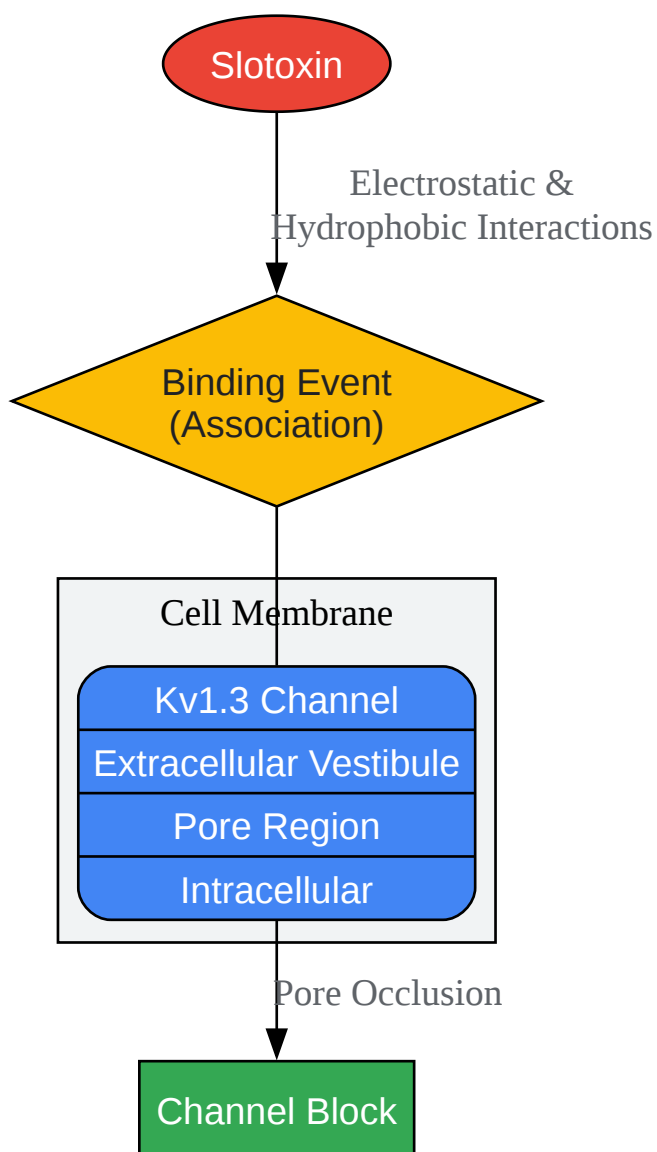 Slotoxin
Electrostatic &
Hydrophobic Interactions
Binding Event
(Association)
Cell Membrane
Kv1.3 Channel
Extracellular Vestibule
Pore Region
Intracellular
Pore Occlusion
Channel Block